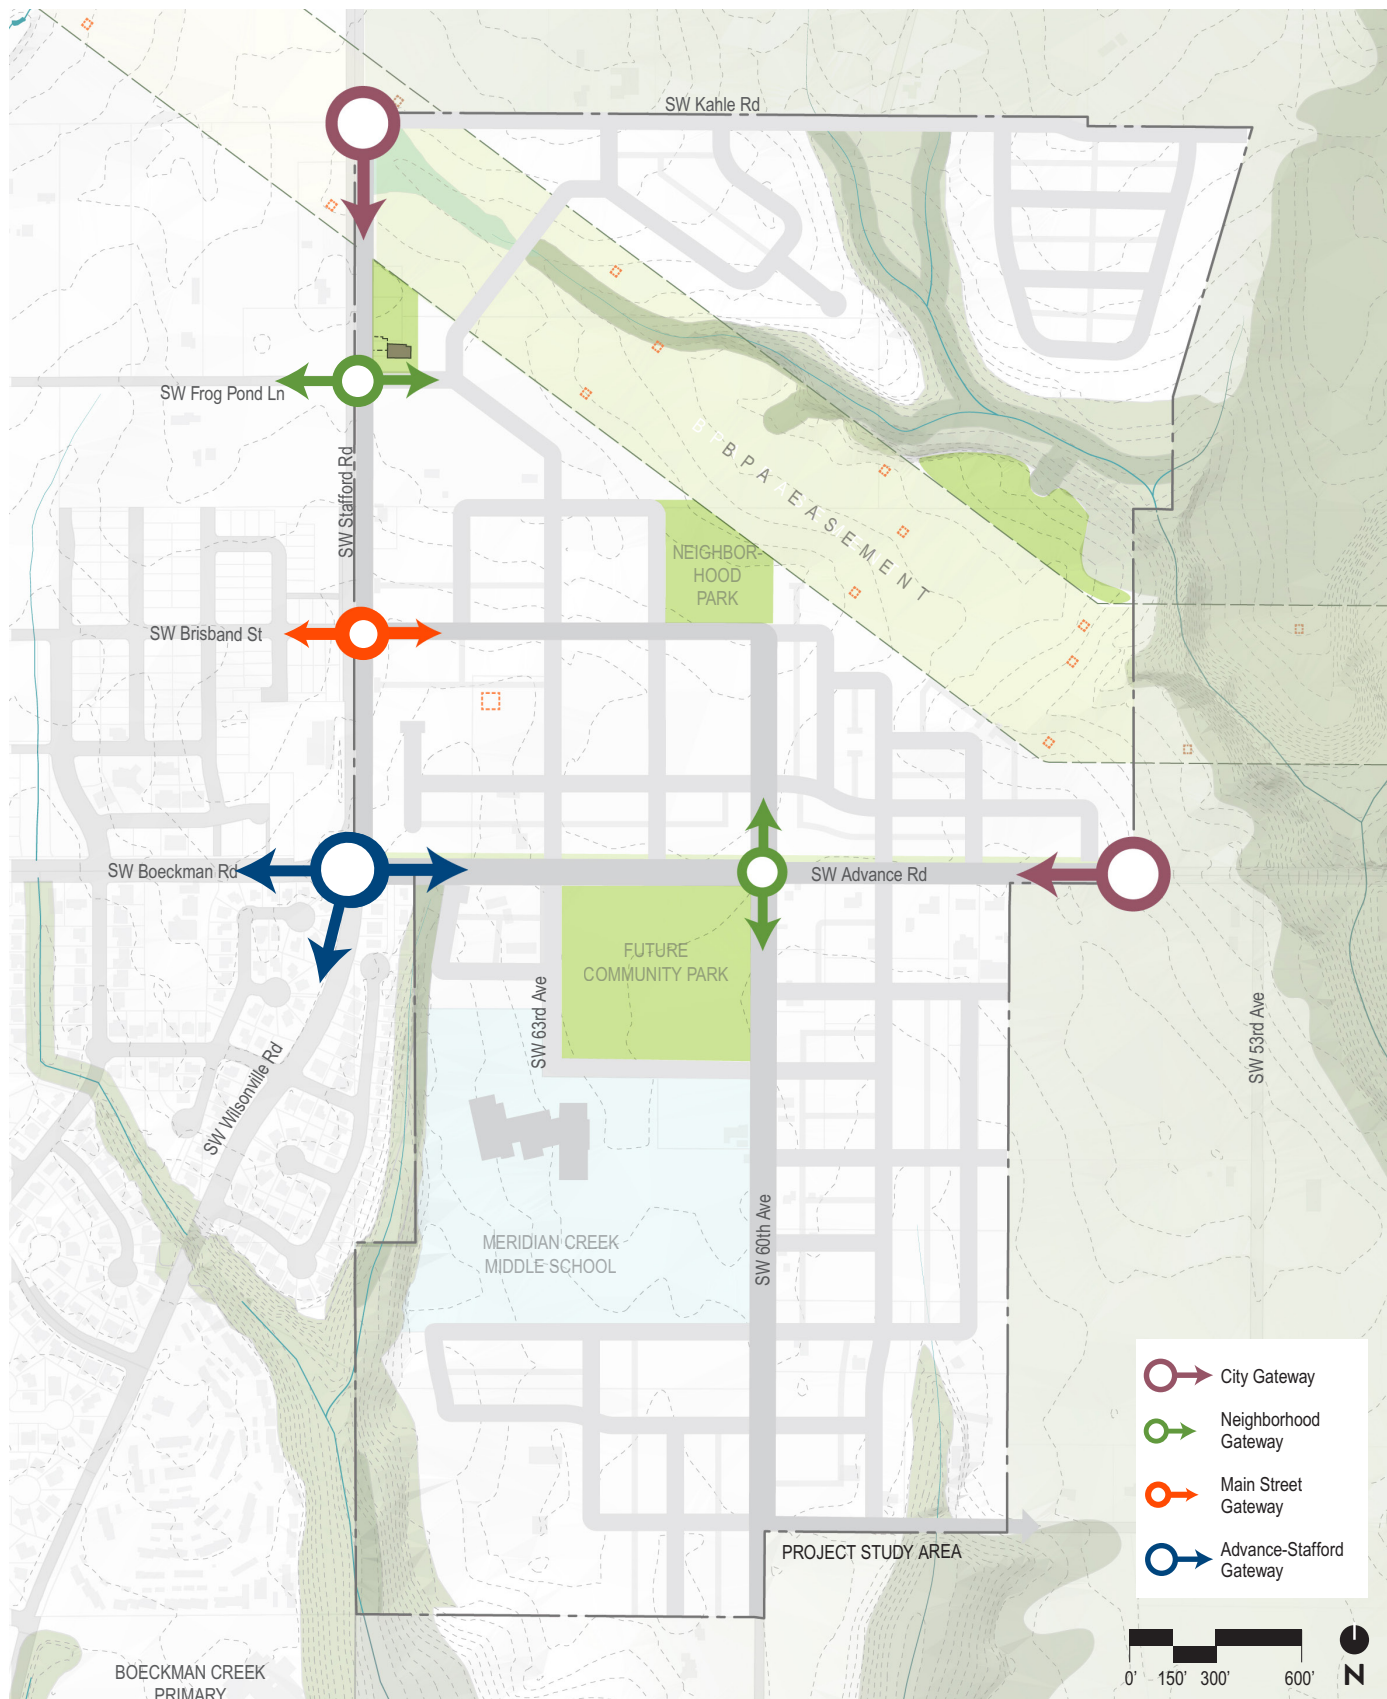 SW Kahle Rd
SW Frog Pond Ln
SW Stafford Rd
BPA EASEMENT
NEIGHBOR-
HOOD
PARK
SW Brisband St
SW Boeckman Rd
SW Advance Rd
FUTURE
COMMUNITY PARK
SW 63rd Ave
SW 53rd Ave
SW Wilsonville Rd
SW 60th Ave
MERIDIAN CREEK
MIDDLE SCHOOL
City Gateway
Neighborhood
Gateway
Main Street
Gateway
Advance-Stafford
Gateway
PROJECT STUDY AREA
0' 150' 300' 600'
N
BOECKMAN CREEK
PRIMARY